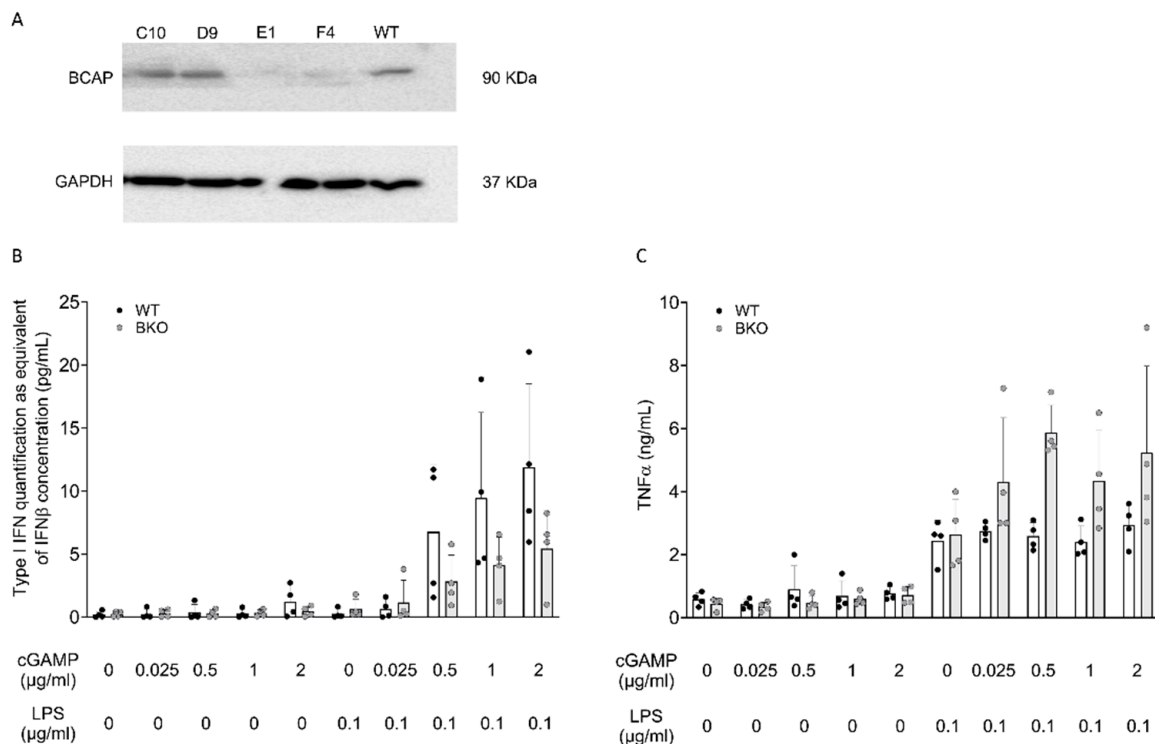 A
C10 D9 E1 F4 WT
BCAP 90 KDa
GAPDH 37 KDa
B
Type I IFN quantification as equivalent
of IFNβ concentration (pg/mL)
25
20
15
10
5
0
WT
BKO
cGAMP
(µg/ml)
0 0.025 0.5 1 2 0 0.025 0.5 1 2
LPS
(µg/ml)
0 0 0 0 0 0.1 0.1 0.1 0.1 0.1
C
TNFα (ng/mL)
10
8
6
4
2
0
WT
BKO
cGAMP
(µg/ml)
0 0.025 0.5 1 2 0 0.025 0.5 1 2
LPS
(µg/ml)
0 0 0 0 0 0.1 0.1 0.1 0.1 0.1